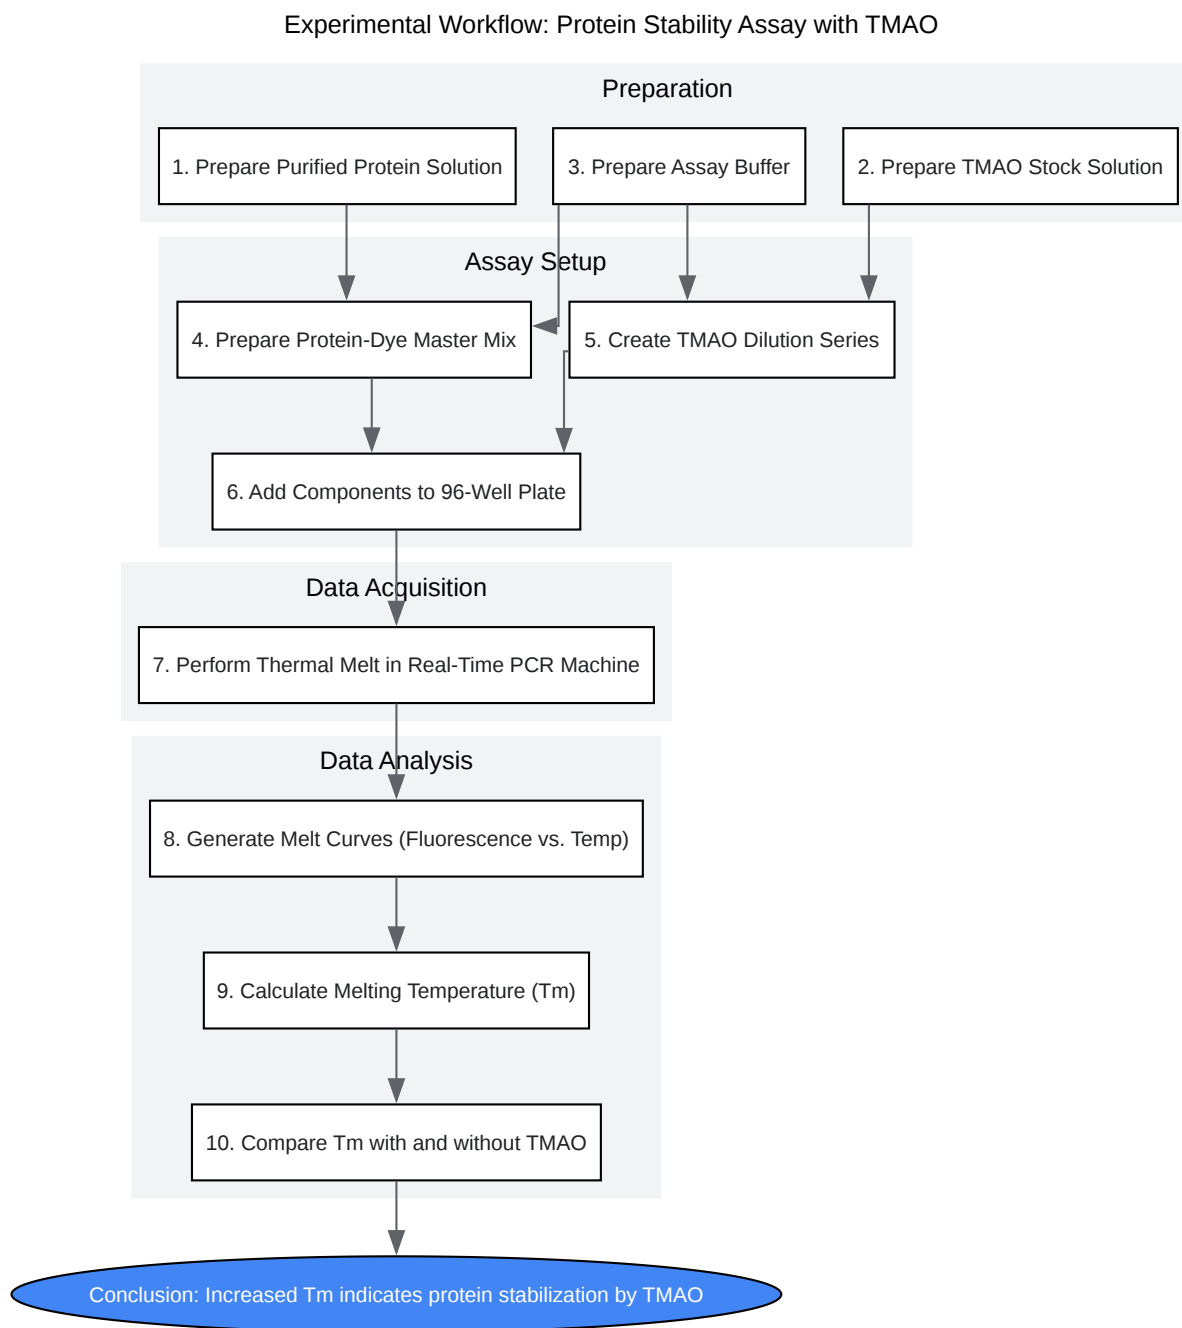 Experimental Workflow: Protein Stability Assay with TMAO
Preparation
1. Prepare Purified Protein Solution
3. Prepare Assay Buffer
2. Prepare TMAO Stock Solution
Assay Setup
4. Prepare Protein-Dye Master Mix
5. Create TMAO Dilution Series
6. Add Components to 96-Well Plate
Data Acquisition
7. Perform Thermal Melt in Real-Time PCR Machine
Data Analysis
8. Generate Melt Curves (Fluorescence vs. Temp)
9. Calculate Melting Temperature (Tm)
10. Compare Tm with and without TMAO
Conclusion: Increased Tm indicates protein stabilization by TMAO